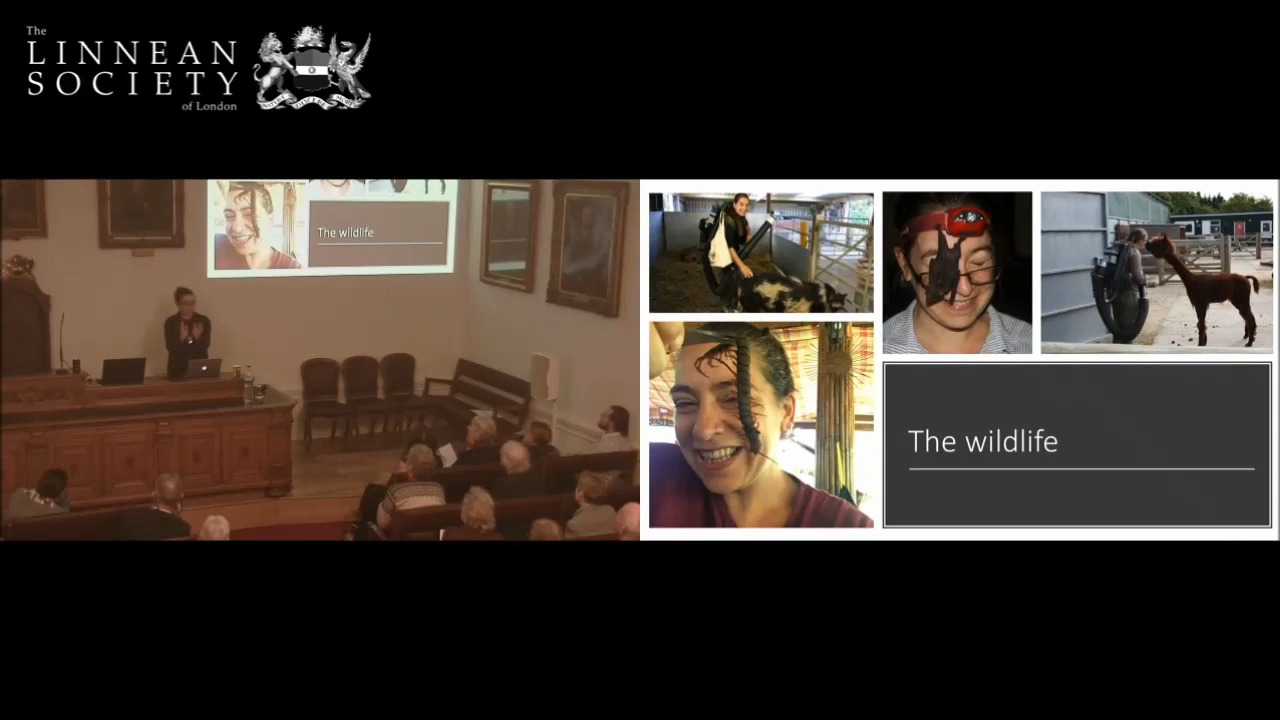 The
LINNEAN
SOCIETY
of London
The wildlife
The wildlife